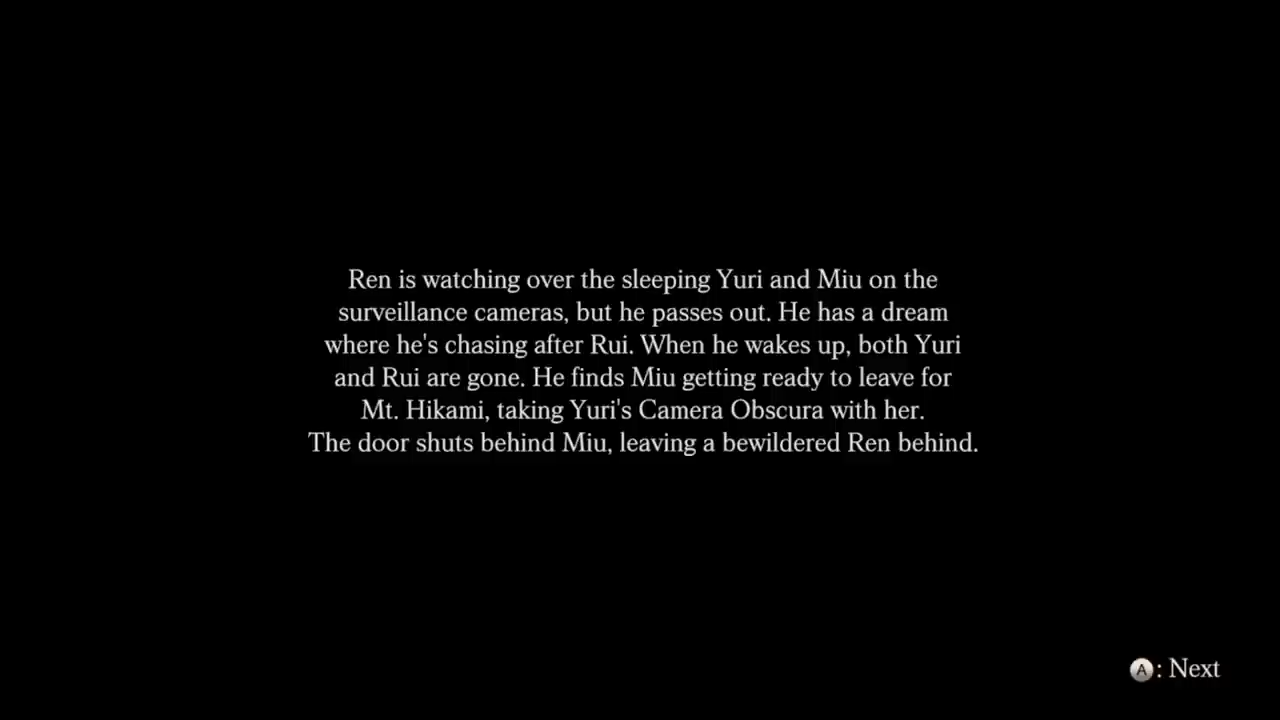 Ren is watching over the sleeping Yuri and Miu on the
surveillance cameras, but he passes out. He has a dream
where he's chasing after Rui. When he wakes up, both Yuri
and Rui are gone. He finds Miu getting ready to leave for
Mt. Hikami, taking Yuri's Camera Obscura with her.
The door shuts behind Miu, leaving a bewildered Ren behind.
A: Next